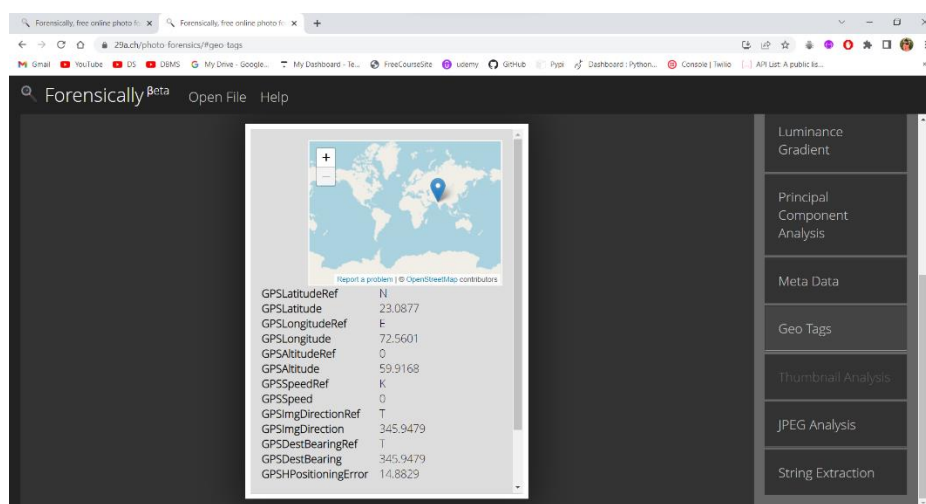 Forensically, free online photo fo
Forensically, free online photo fo
29a.ch/photo-forensics/#geo-tags
Gmail YouTube DS DBMS My Drive - Google... My Dashboard - Te... FreeCourseSite udemy GitHub Pypi Dashboard : Python... Console | Twilio API List: A public lis...
Forensically βeta Open File Help
+
−
Report a problem | © OpenStreetMap contributors
GPSLatitudeRef N
GPSLatitude 23.0877
GPSLongitudeRef E
GPSLongitude 72.5601
GPSAltitudeRef 0
GPSAltitude 59.9168
GPSSpeedRef K
GPSSpeed 0
GPSImgDirectionRef T
GPSImgDirection 345.9479
GPSDestBearingRef T
GPSDestBearing 345.9479
GPSHPositioningError 14.8829
Luminance
Gradient
Principal
Component
Analysis
Meta Data
Geo Tags
Thumbnail Analysis
JPEG Analysis
String Extraction